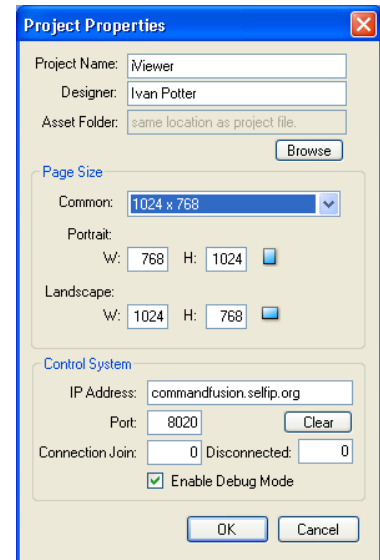 Project Properties
Project Name: iViewer
Designer: Ivan Potter
Asset Folder: same location as project file.
Browse
Page Size
Common: 1024 x 768
Portrait:
W: 768 H: 1024
Landscape:
W: 1024 H: 768
Control System
IP Address: commandfusion.selfip.org
Port: 8020 Clear
Connection Join: 0 Disconnected: 0
Enable Debug Mode
OK Cancel